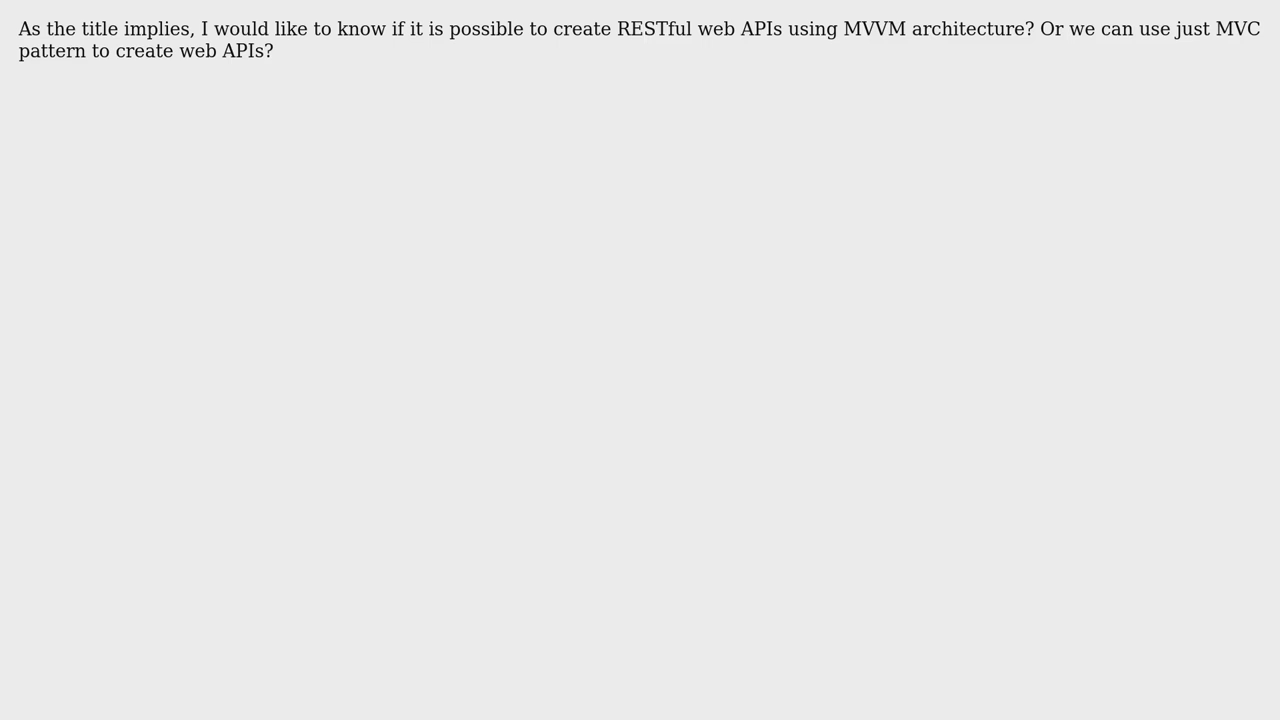 As the title implies, I would like to know if it is possible to create RESTful web APIs using MVVM architecture? Or we can use just MVC
pattern to create web APIs?